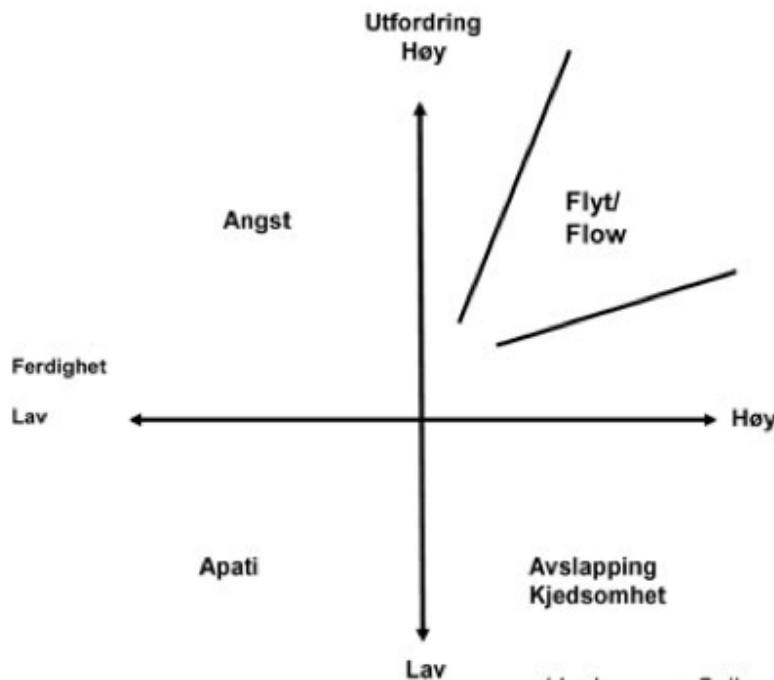 Utfordring
Høy
Angst
Flyt/
Flow
Ferdighet
Lav
Høy
Apati
Avslapping
Kjedsomhet
Lav